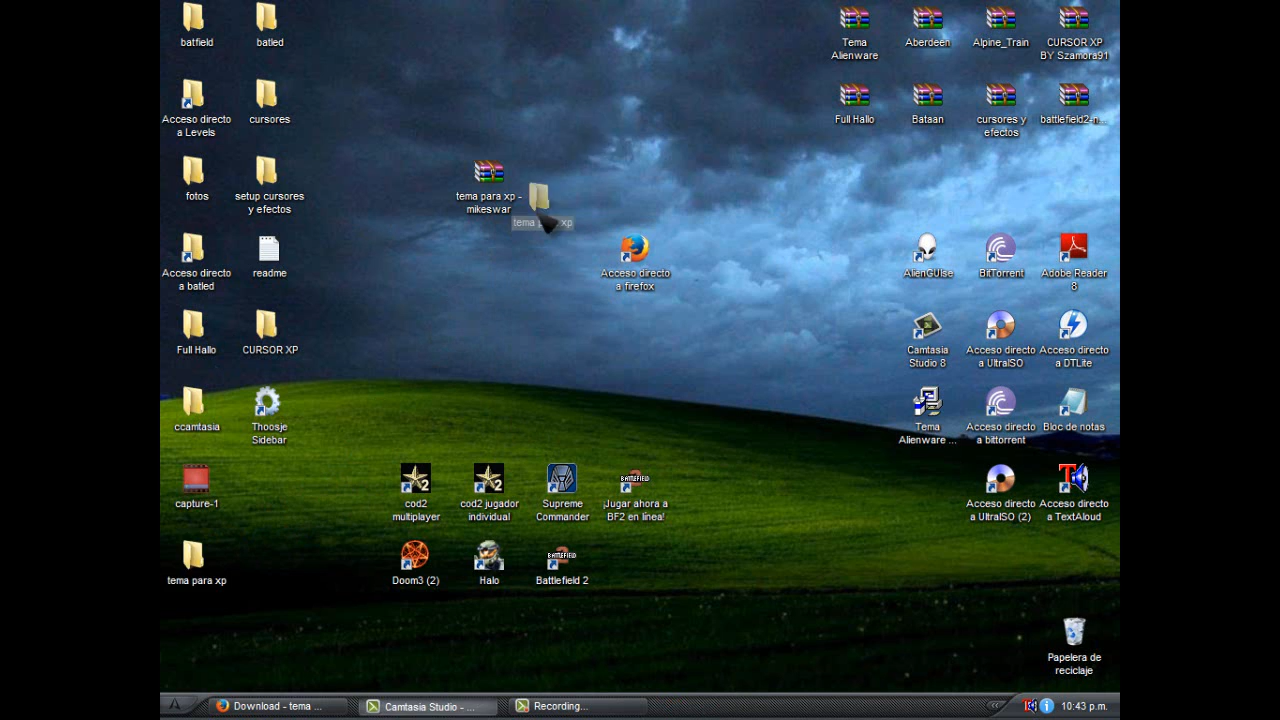 batfield
batled
Tema
Alienware
Aberdeen
Alpine_Train
CURSOR XP
BY Szamora91
Acceso directo
a Levels
cursores
Full Hallo
Bataan
cursores y
efectos
battlefield2-n...
fotos
setup cursores
y efectos
tema para xp -
mikeswar
tema xp
Acceso directo
a batled
readme
Acceso directo
a firefox
AlienGUIse
BitTorrent
Adobe Reader
8
Full Hallo
CURSOR XP
Camtasia
Studio 8
Acceso directo
a UltraISO
Acceso directo
a DTLite
ccamtasia
Thoosje
Sidebar
Tema
Alienware ...
Acceso directo
a bittorrent
Bloc de notas
capture-1
cod2
multiplayer
cod2 jugador
individual
Supreme
Commander
BATTLEFIELD
¡Jugar ahora a
BF2 en línea!
Acceso directo
a UltraISO (2)
Acceso directo
a TextAloud
tema para xp
Doom3 (2)
Halo
BATTLEFIELD
Battlefield 2
Papelera de
reciclaje
Download - tema ...
Camtasia Studio - ...
Recording...
10:43 p.m.